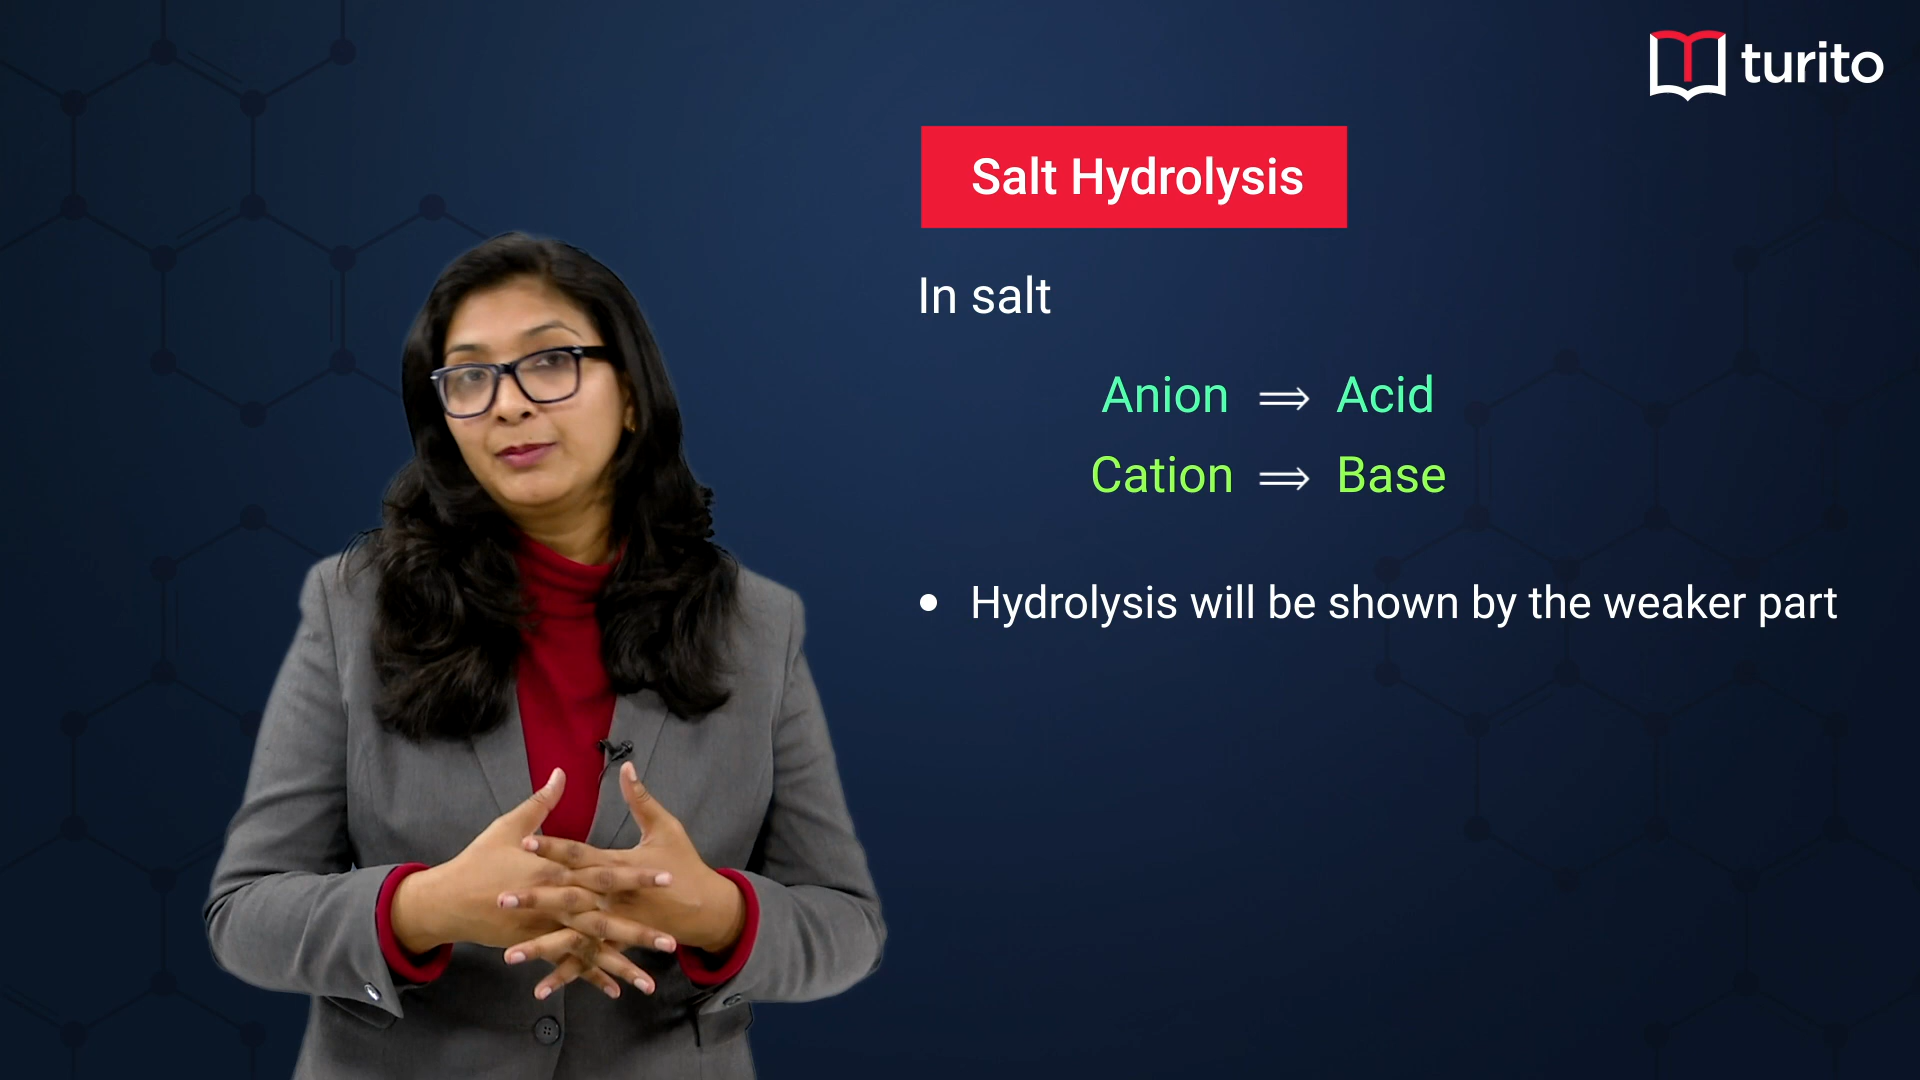 turito
Salt Hydrolysis
In salt
Anion ⟹ Acid
Cation ⟹ Base
• Hydrolysis will be shown by the weaker part